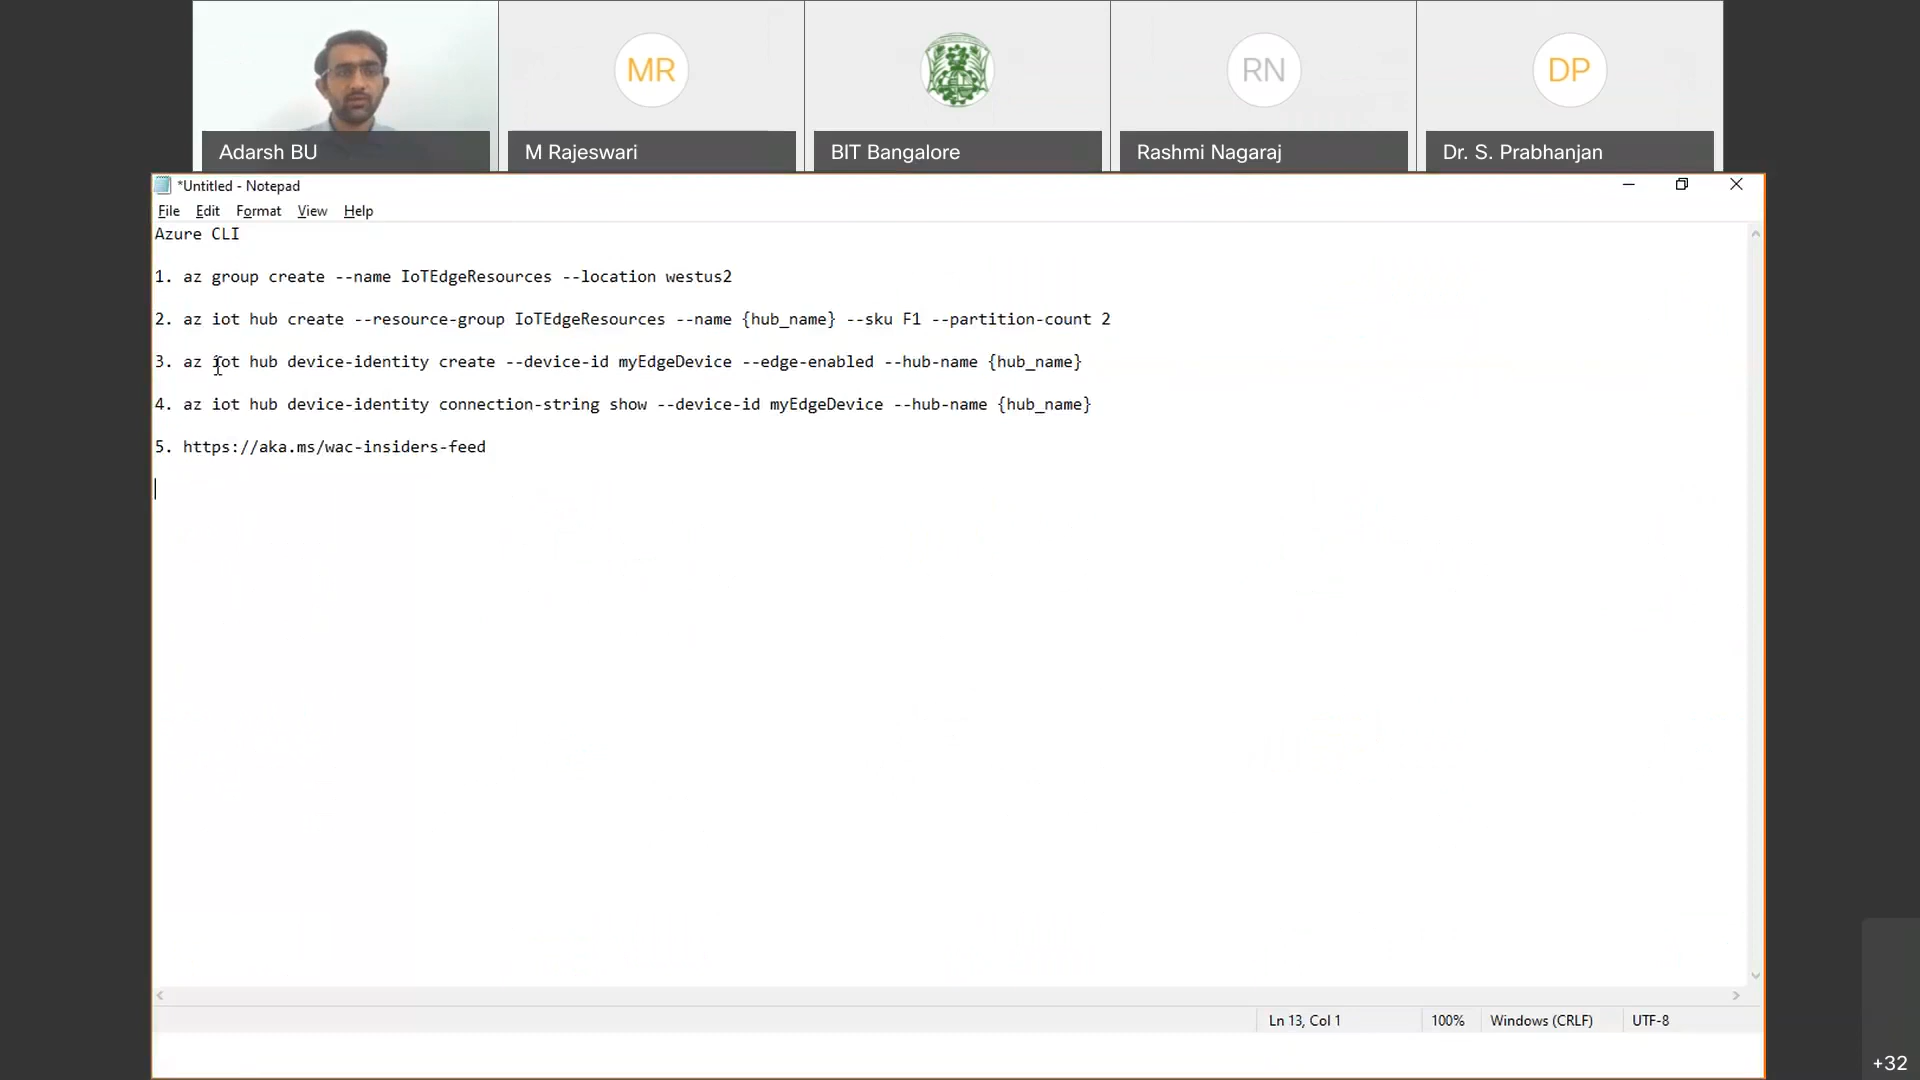 MR
RN
DP
Adarsh BU
M Rajeswari
BIT Bangalore
Rashmi Nagaraj
Dr. S. Prabhanjan
*Untitled - Notepad
File Edit Format View Help
Azure CLI
1. az group create --name IoTEdgeResources --location westus2
2. az iot hub create --resource-group IoTEdgeResources --name {hub_name} --sku F1 --partition-count 2
3. az iot hub device-identity create --device-id myEdgeDevice --edge-enabled --hub-name {hub_name}
4. az iot hub device-identity connection-string show --device-id myEdgeDevice --hub-name {hub_name}
5. https://aka.ms/wac-insiders-feed
Ln 13, Col 1 100% Windows (CRLF) UTF-8
+32